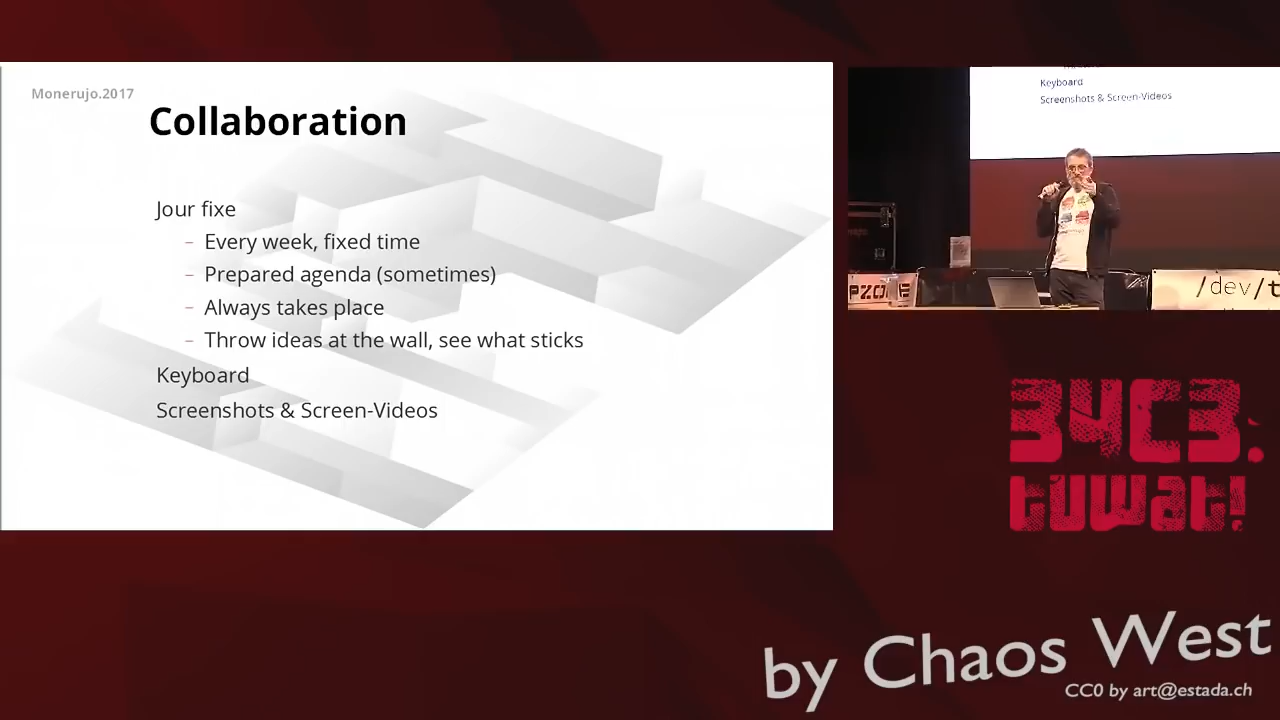 Monerujo.2017
Collaboration
Jour fixe
– Every week, fixed time
– Prepared agenda (sometimes)
– Always takes place
– Throw ideas at the wall, see what sticks
Keyboard
Screenshots & Screen-Videos
Keyboard
Screenshots & Screen-Videos
/dev/t
34C3:
tuwat!
by Chaos West
CC0 by art@estada.ch